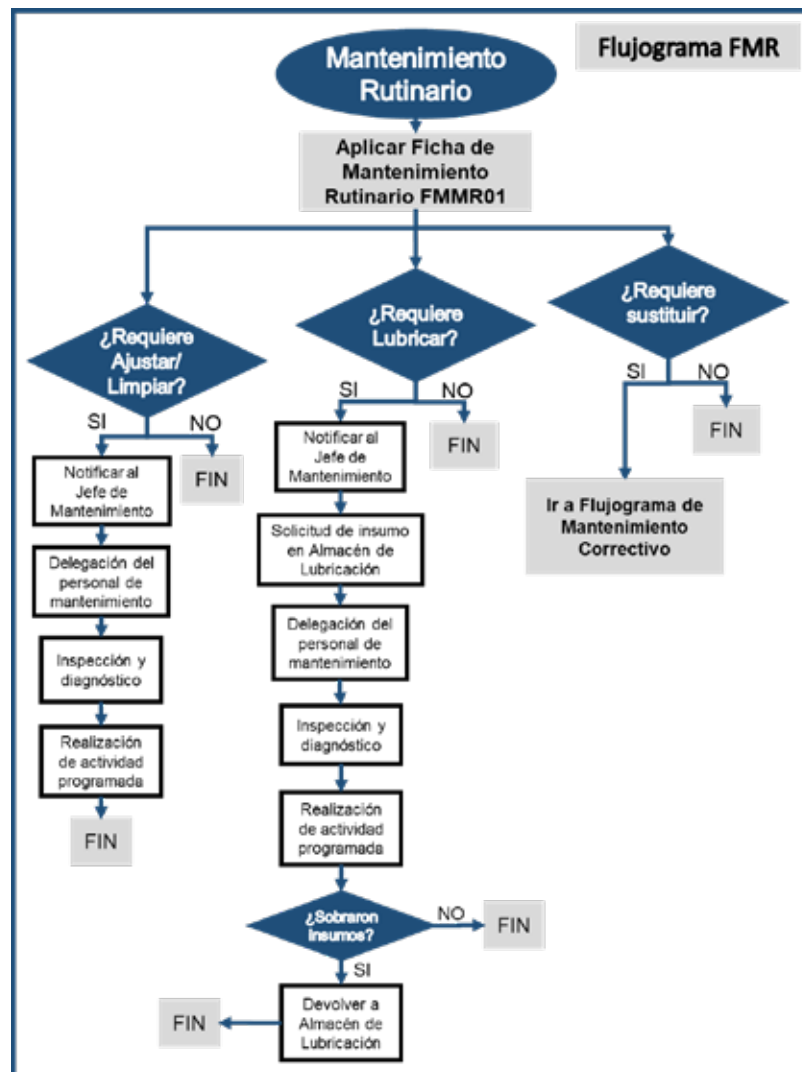 Flujograma FMR
Mantenimiento
Rutinario
Aplicar Ficha de
Mantenimiento
Rutinario FMMR01
¿Requiere
Ajustar/
Limpiar?
SI
NO
FIN
Notificar al
Jefe de
Mantenimiento
Delegación del
personal de
mantenimiento
Inspección y
diagnóstico
Realización
de actividad
programada
FIN
¿Requiere
Lubricar?
SI
NO
FIN
Notificar al
Jefe de
Mantenimiento
Solicitud de insumo
en Almacén de
Lubricación
Delegación del
personal de
mantenimiento
Inspección y
diagnóstico
Realización
de actividad
programada
¿Sobraron
Insumos?
NO
FIN
SI
Devolver a
Almacén de
Lubricación
FIN
¿Requiere
sustituir?
SI
NO
FIN
Ir a Flujograma de
Mantenimiento
Correctivo